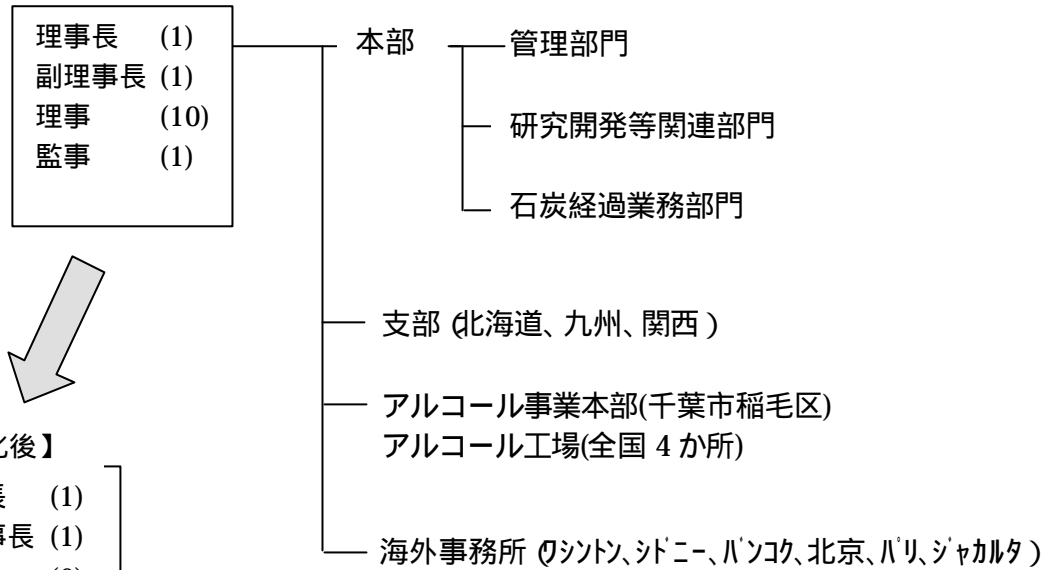 理事長 (1)
副理事長 (1)
理事 (10)
監事 (1)
本部
管理部門
研究開発等関連部門
石炭経過業務部門
支部(北海道、九州、関西)
アルコール事業本部(千葉市稲毛区)
アルコール工場(全国4か所)
海外事務所(ワシントン、シドニー、バンコク、北京、パリ、ジャカルタ)
化後】
長 (1)
事長 (1)